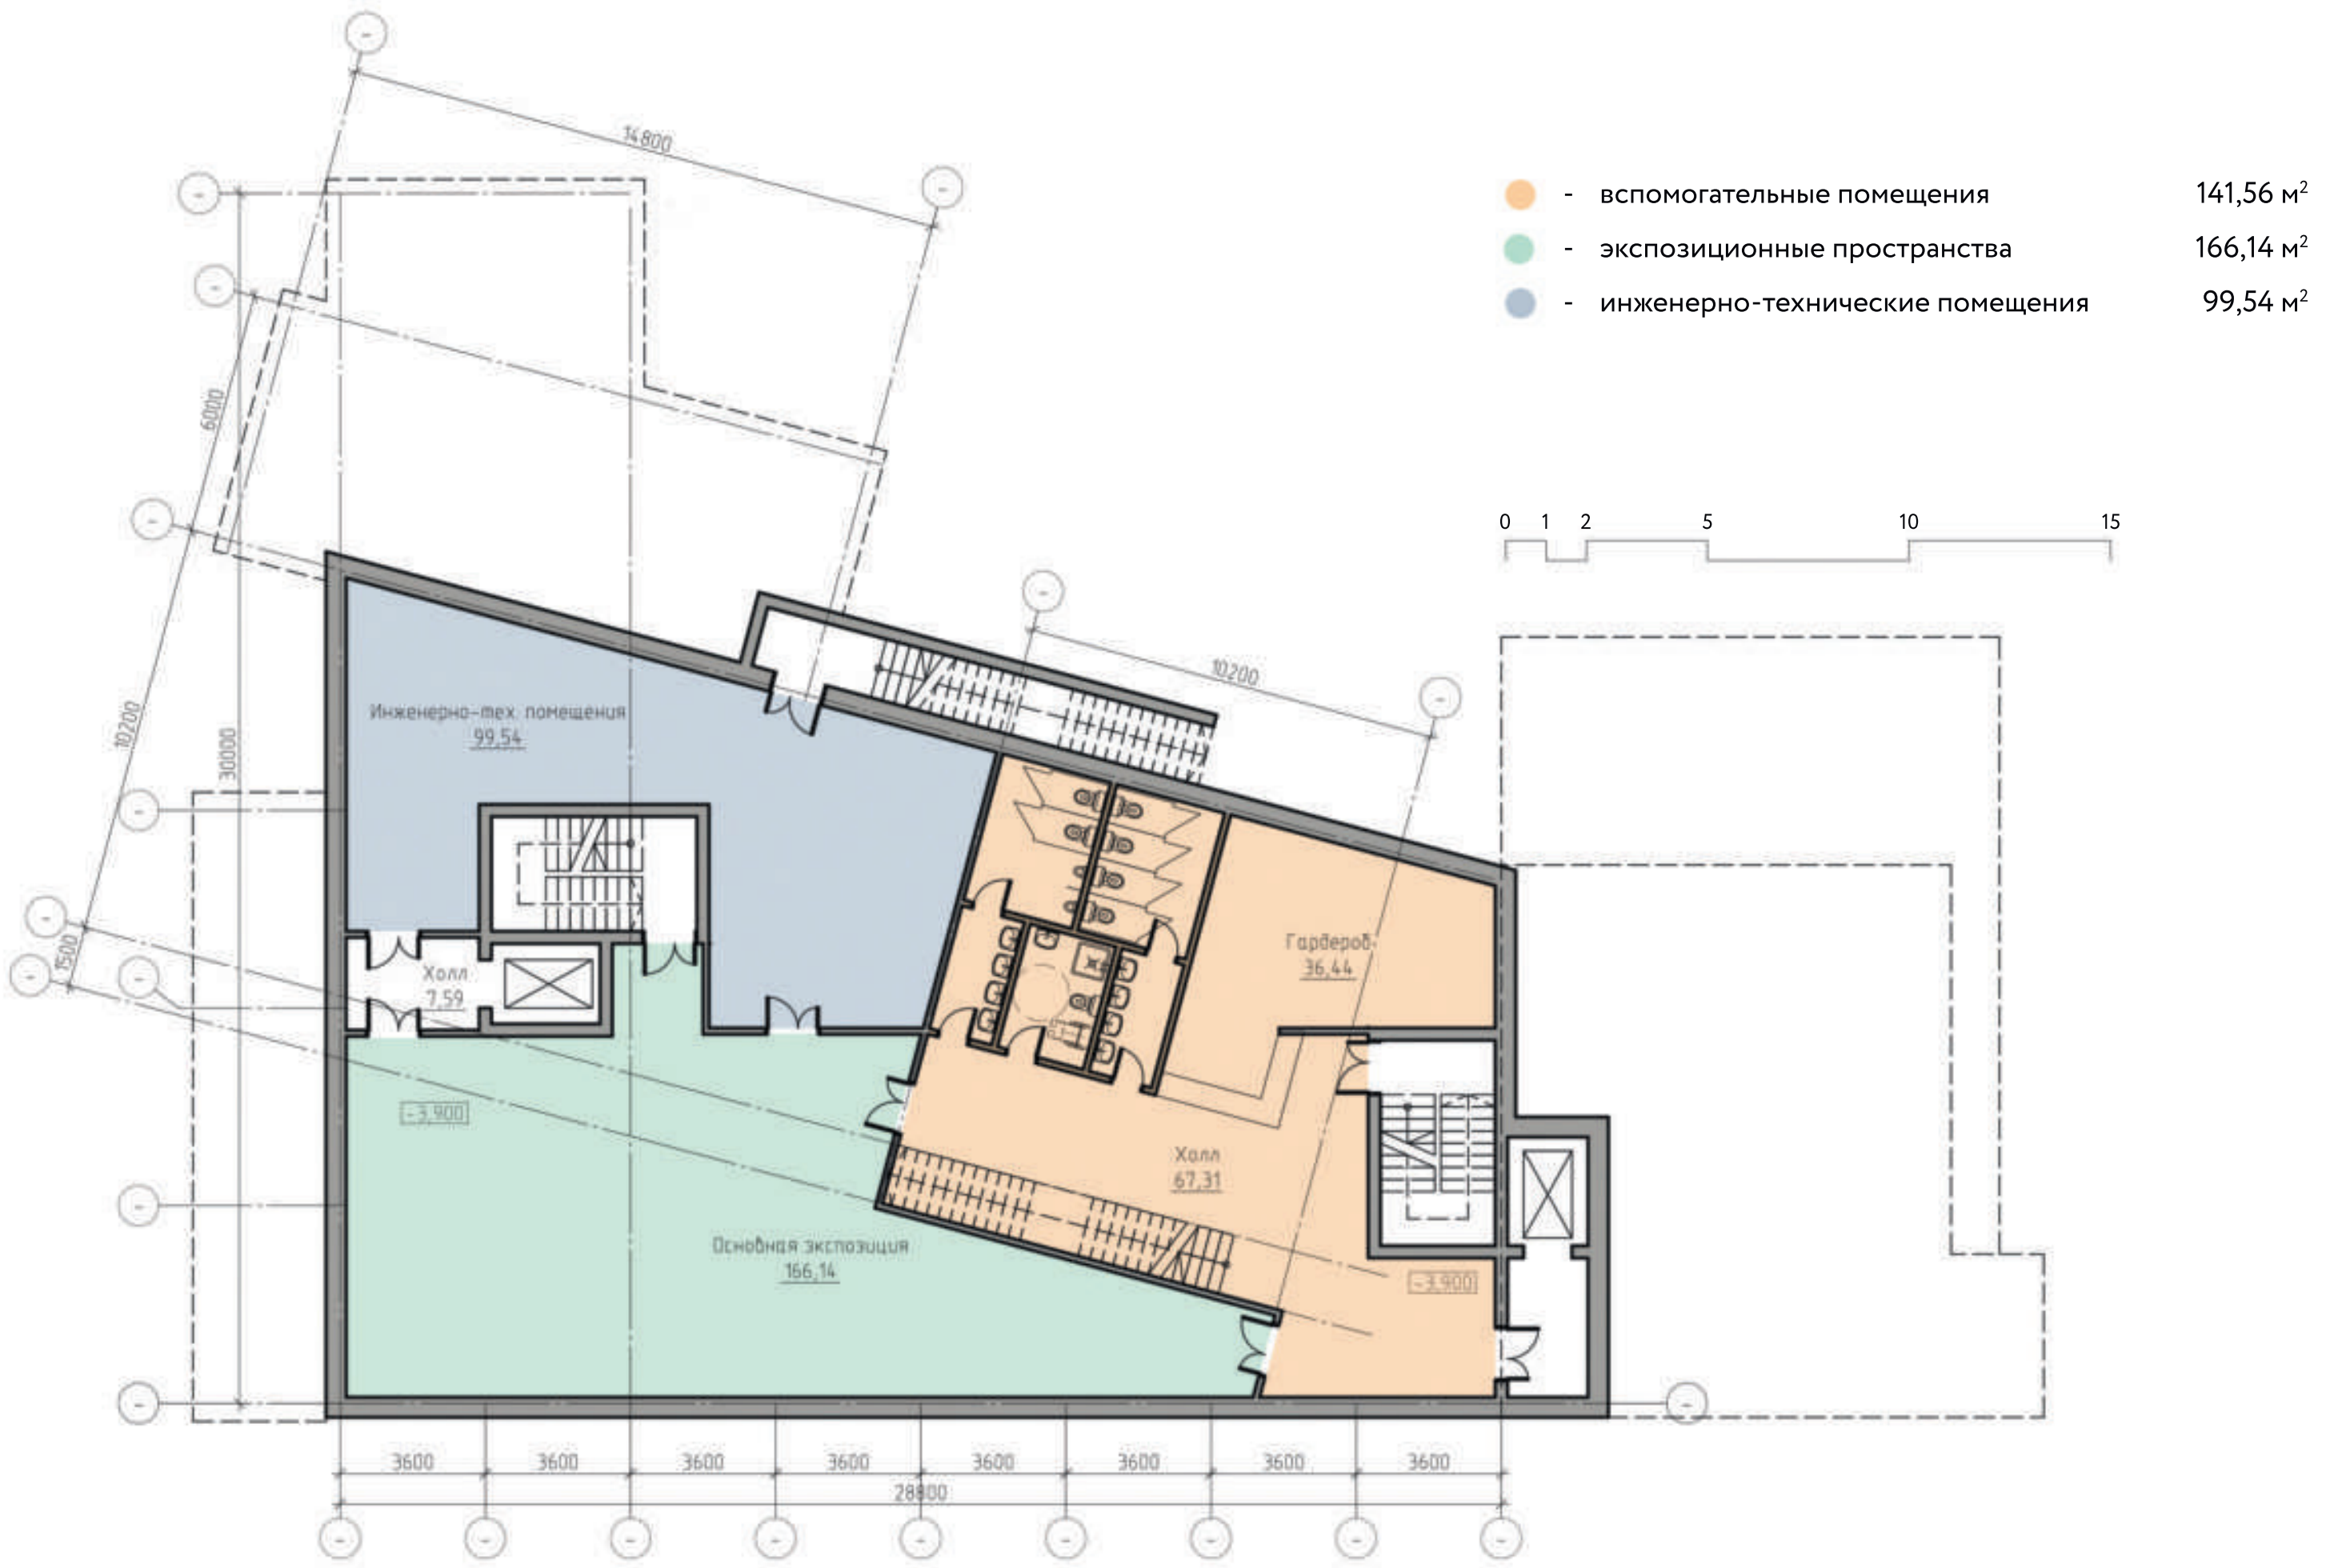 14800
- вспомогательные помещения 141,56 м²
- экспозиционные пространства 166,14 м²
- инженерно-технические помещения 99,54 м²
6000
0 1 2 5 10 15
10200
10200
30000
Инженерно-тех. помещения
99,54
1500
Холл
7,59
Гардероб
36,44
-3,900
Холл
67,31
Основная экспозиция
166,14
-3,900
3600 3600 3600 3600 3600 3600 3600 3600
28800